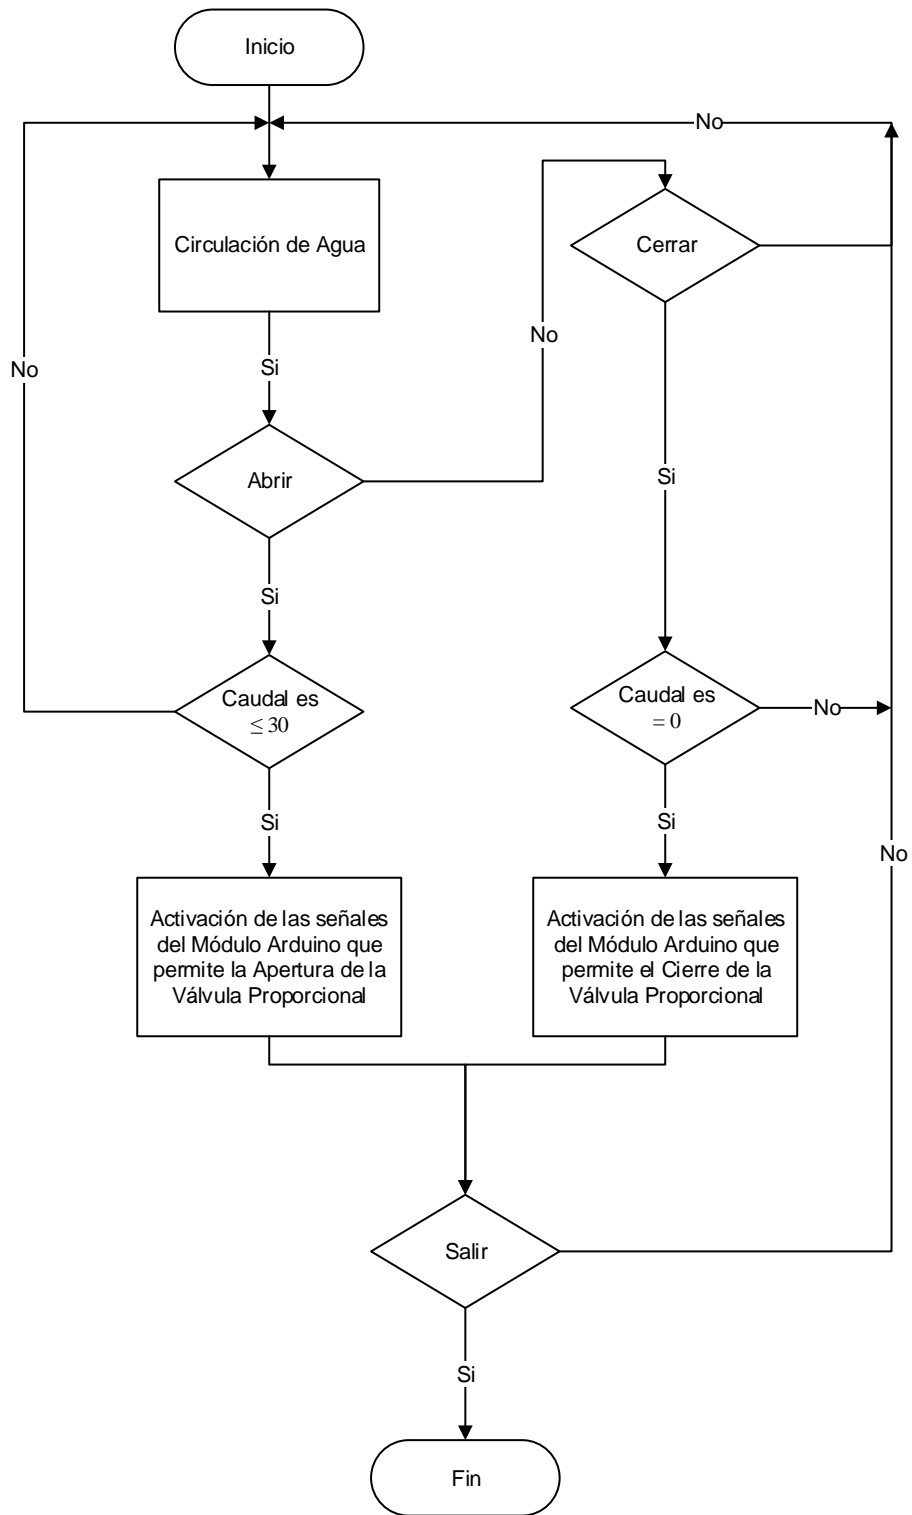 Inicio
No
Circulación de Agua
Cerrar
No
No
Si
Abrir
Si
Si
Caudal es
≤ 30
Caudal es
= 0
No
Si
Si
No
Activación de las señales
del Módulo Arduino que
permite la Apertura de la
Válvula Proporcional
Activación de las señales
del Módulo Arduino que
permite el Cierre de la
Válvula Proporcional
Salir
Si
Fin